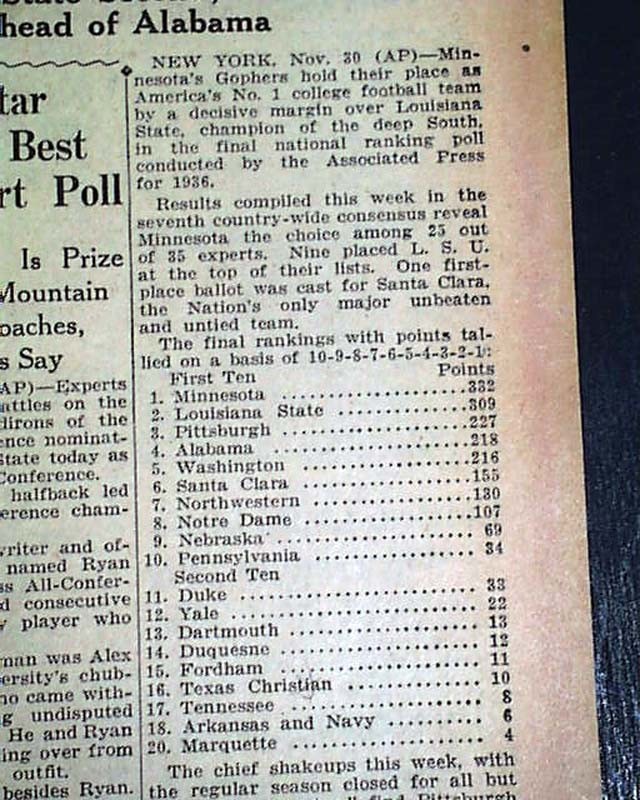 head of Alabama
tar
Best
rt Poll
Is Prize
Mountain
oaches,
s Say
AP)—Experts
attles on the
dirons of the
ence nominat-
State today as
Conference.
halfback led
erence cham-
writer and of-
named Ryan
ss All-Confer-
d consecutive
y player who
man was Alex
ersity's chub-
ho came with-
g undisputed
He and Ryan
ing over from
outfit.
besides Ryan.
NEW YORK, Nov. 30 (AP)—Min-
nesota's Gophers hold their place as
America's No. 1 college football team
by a decisive margin over Louisiana
State, champion of the deep South,
in the final national ranking poll
conducted by the Associated Press
for 1936.
Results compiled this week in the
seventh country-wide consensus reveal
Minnesota the choice among 25 out
of 35 experts. Nine placed L. S. U.
at the top of their lists. One first-
place ballot was cast for Santa Clara,
the Nation's only major unbeaten
and untied team.
The final rankings with points tal-
lied on a basis of 10-9-8-7-6-5-4-3-2-1:
First Ten Points
1. Minnesota ..........332
2. Louisiana State ..........309
3. Pittsburgh ..........227
4. Alabama ..........218
5. Washington ..........216
6. Santa Clara ..........155
7. Northwestern ..........130
8. Notre Dame ..........107
9. Nebraska .......... 69
10. Pennsylvania .......... 34
Second Ten
11. Duke .......... 33
12. Yale .......... 22
13. Dartmouth .......... 13
14. Duquesne .......... 12
15. Fordham .......... 11
16. Texas Christian .......... 10
17. Tennessee .......... 8
18. Arkansas and Navy .......... 6
20. Marquette .......... 4
The chief shakeups this week, with
the regular season closed for all but
find Pittsburgh